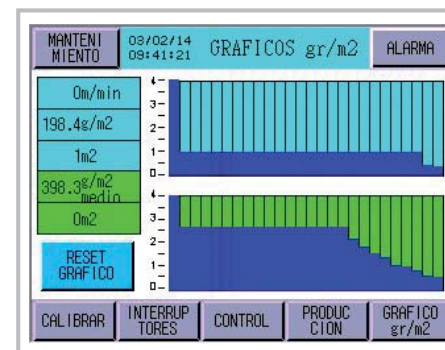 MANTENI
MIENTO
03/02/14
09:41:21
GRAFICOS gr/m2
ALARMA
0m/min
198.4g/m2
1m2
398.3g/m2
medio
0m2
RESET
GRAFICO
4-
3-
2-
1-
0-
4-
3-
2-
1-
0-
CALIBRAR
INTERRUP
TORES
CONTROL
PRODUC
CION
GRAFICO
gr/m2